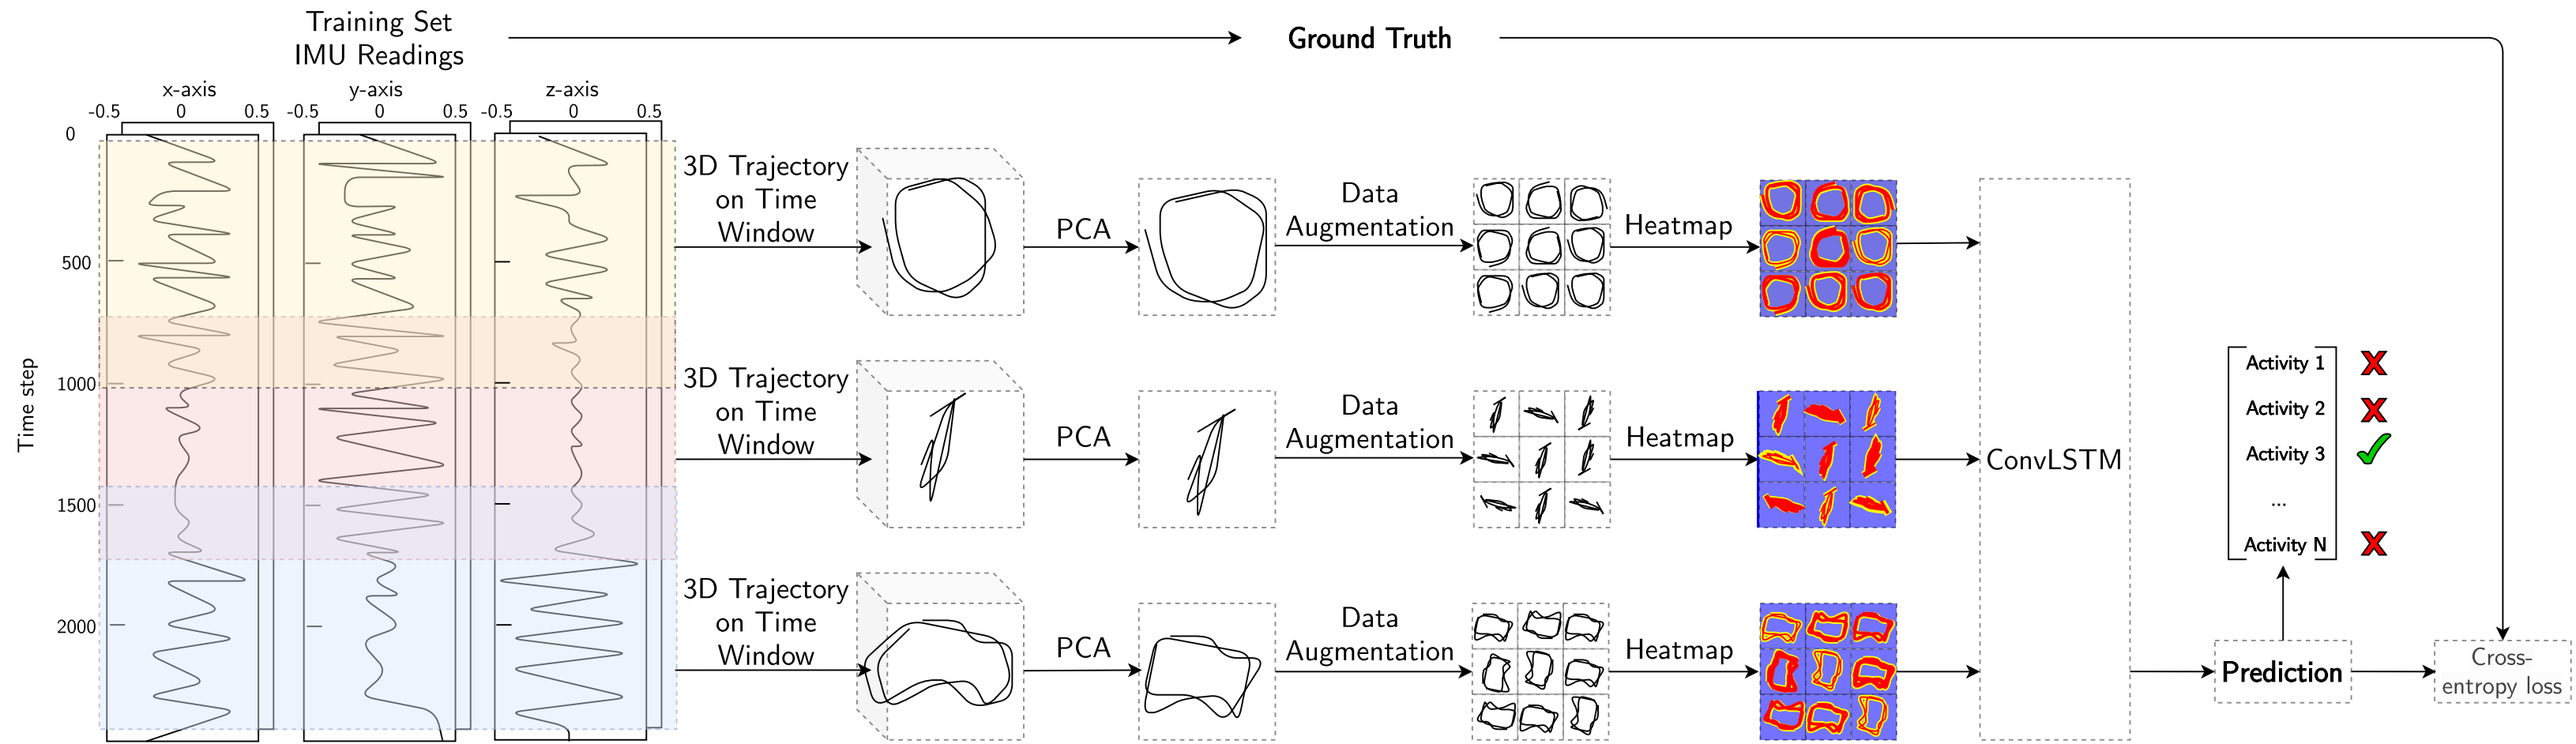 Training Set
IMU Readings
Ground Truth
x-axis
y-axis
z-axis
-0.5 0 0.5
-0.5 0 0.5
-0.5 0 0.5
0
500
1000
1500
2000
Time step
3D Trajectory
on Time
Window
PCA
Data
Augmentation
Heatmap
3D Trajectory
on Time
Window
PCA
Data
Augmentation
Heatmap
3D Trajectory
on Time
Window
PCA
Data
Augmentation
Heatmap
ConvLSTM
Activity 1
Activity 2
Activity 3
...
Activity N
Prediction
Cross-
entropy loss